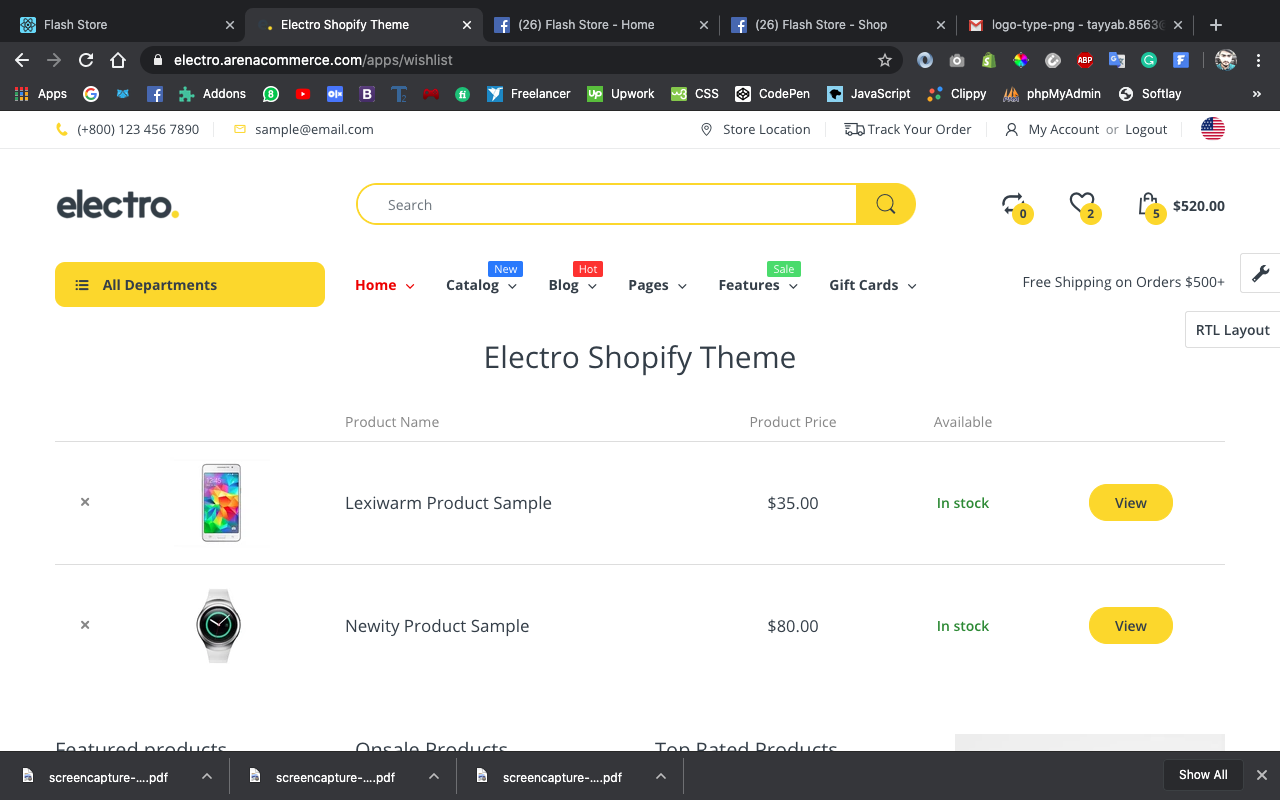 Flash Store
Electro Shopify Theme
(26) Flash Store - Home
(26) Flash Store - Shop
logo-type-png - tayyab.8563
electro.arenacommerce.com/apps/wishlist
ABP
Apps
Addons
Freelancer
Upwork
CSS
CodePen
JavaScript
Clippy
phpMyAdmin
Softlay
»
(+800) 123 456 7890
sample@email.com
Store Location
Track Your Order
My Account or Logout
electro.
Search
0
2
5
$520.00
New
Hot
Sale
All Departments
Home
Catalog
Blog
Pages
Features
Gift Cards
Free Shipping on Orders $500+
RTL Layout
Electro Shopify Theme
Product Name
Product Price
Available
Lexiwarm Product Sample
$35.00
In stock
View
Newity Product Sample
$80.00
In stock
View
Featured products
Onsale Products
Top Rated Products
screencapture-....pdf
screencapture-....pdf
screencapture-....pdf
Show All